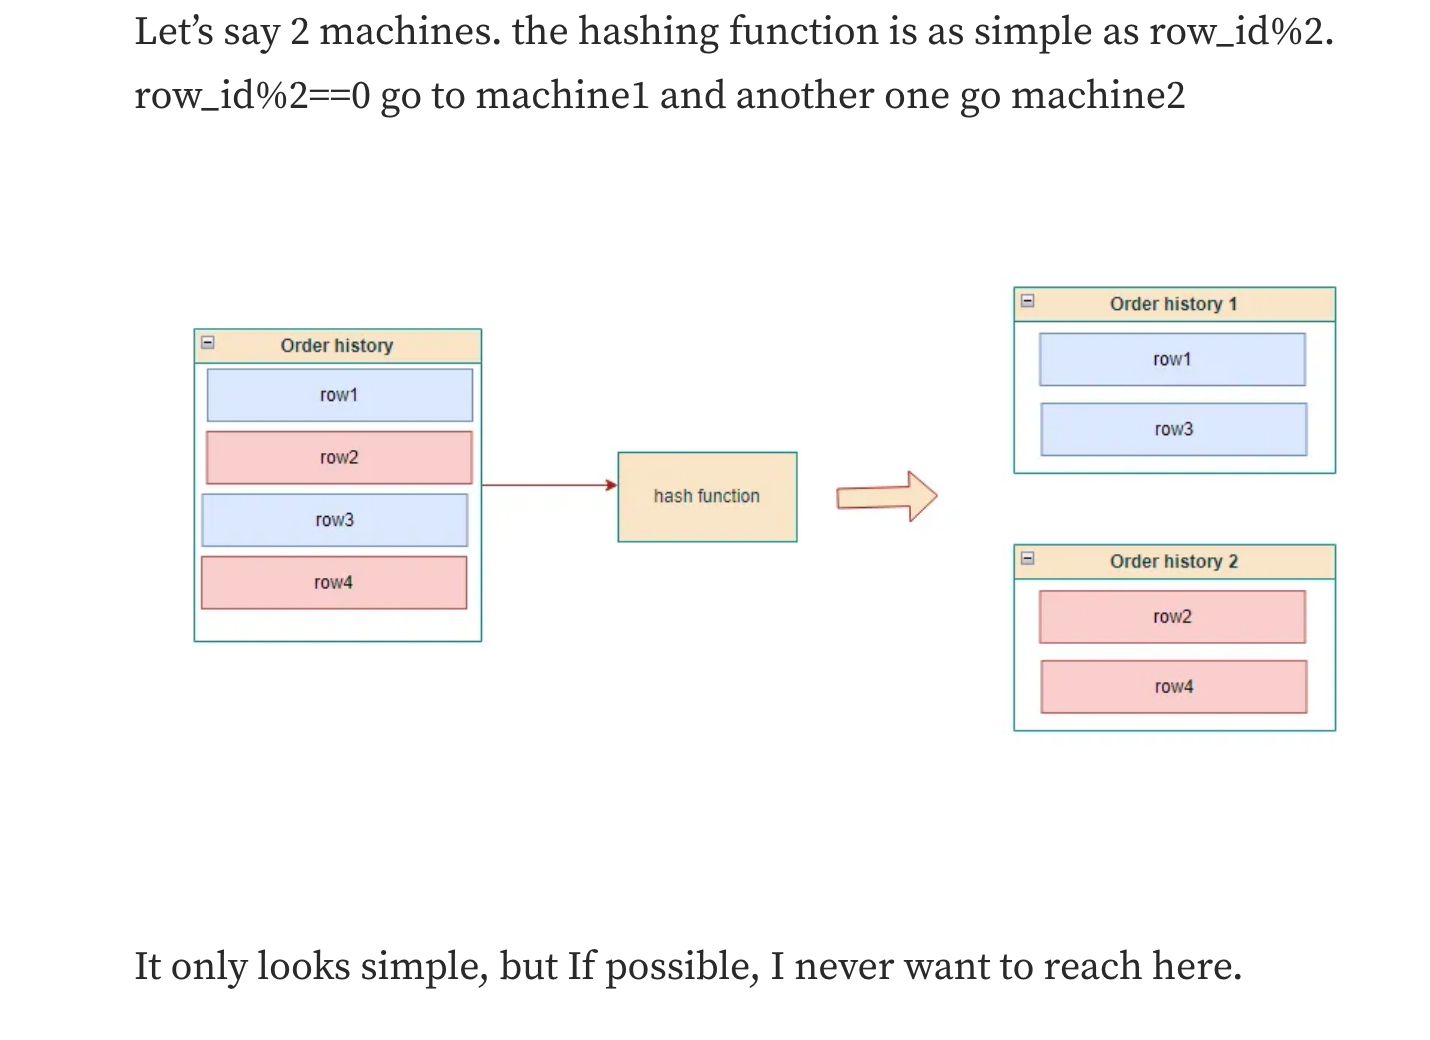 Let’s say 2 machines. the hashing function is as simple as row_id%2.
row_id%2==0 go to machine1 and another one go machine2
Order history
row1
row2
row3
row4
hash function
Order history 1
row1
row3
Order history 2
row2
row4
It only looks simple, but If possible, I never want to reach here.